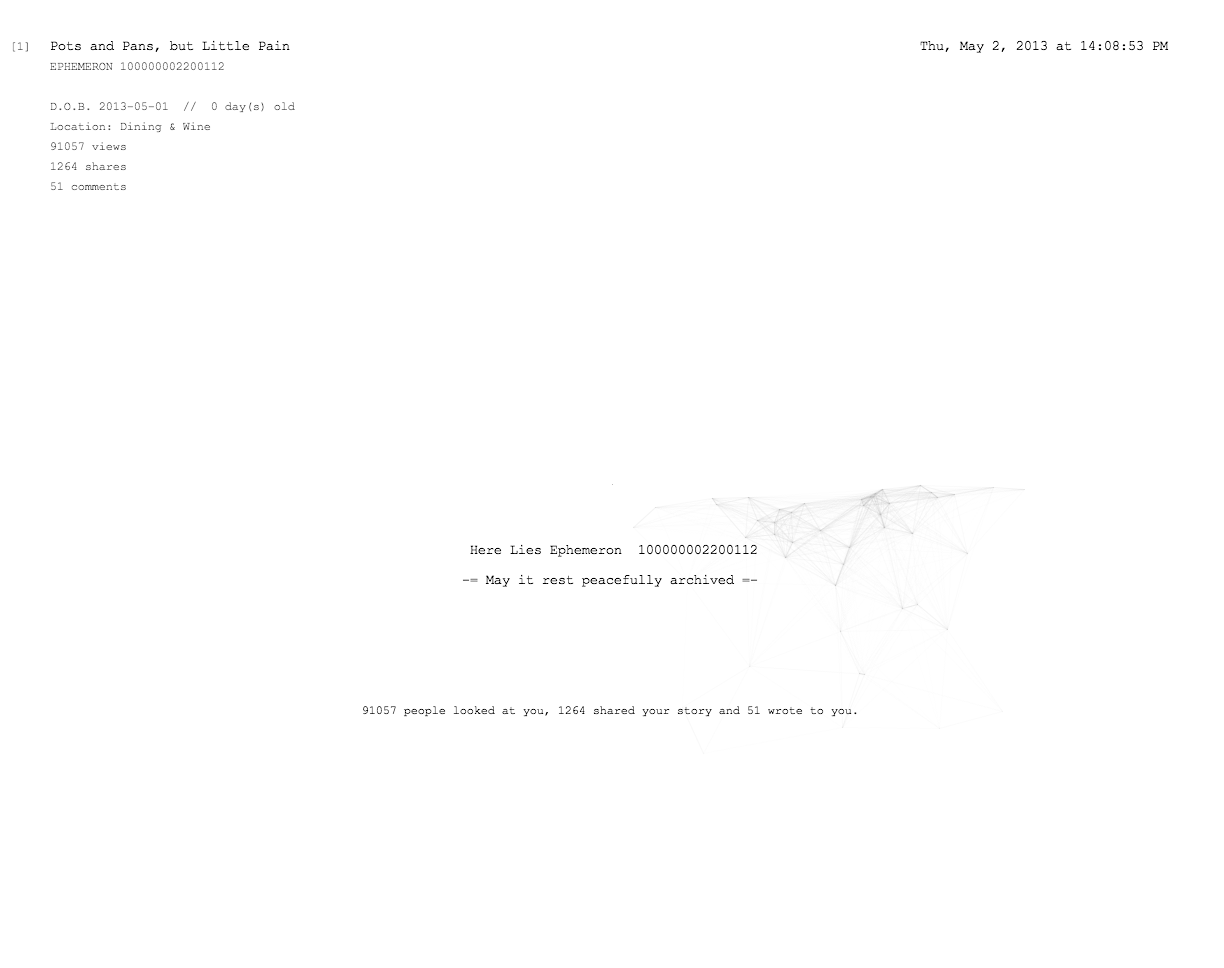 [1] Pots and Pans, but Little Pain
Thu, May 2, 2013 at 14:08:53 PM
EPHEMERON 100000002200112
D.O.B. 2013-05-01 // 0 day(s) old
Location: Dining & Wine
91057 views
1264 shares
51 comments
Here Lies Ephemeron 100000002200112
-= May it rest peacefully archived =-
91057 people looked at you, 1264 shared your story and 51 wrote to you.